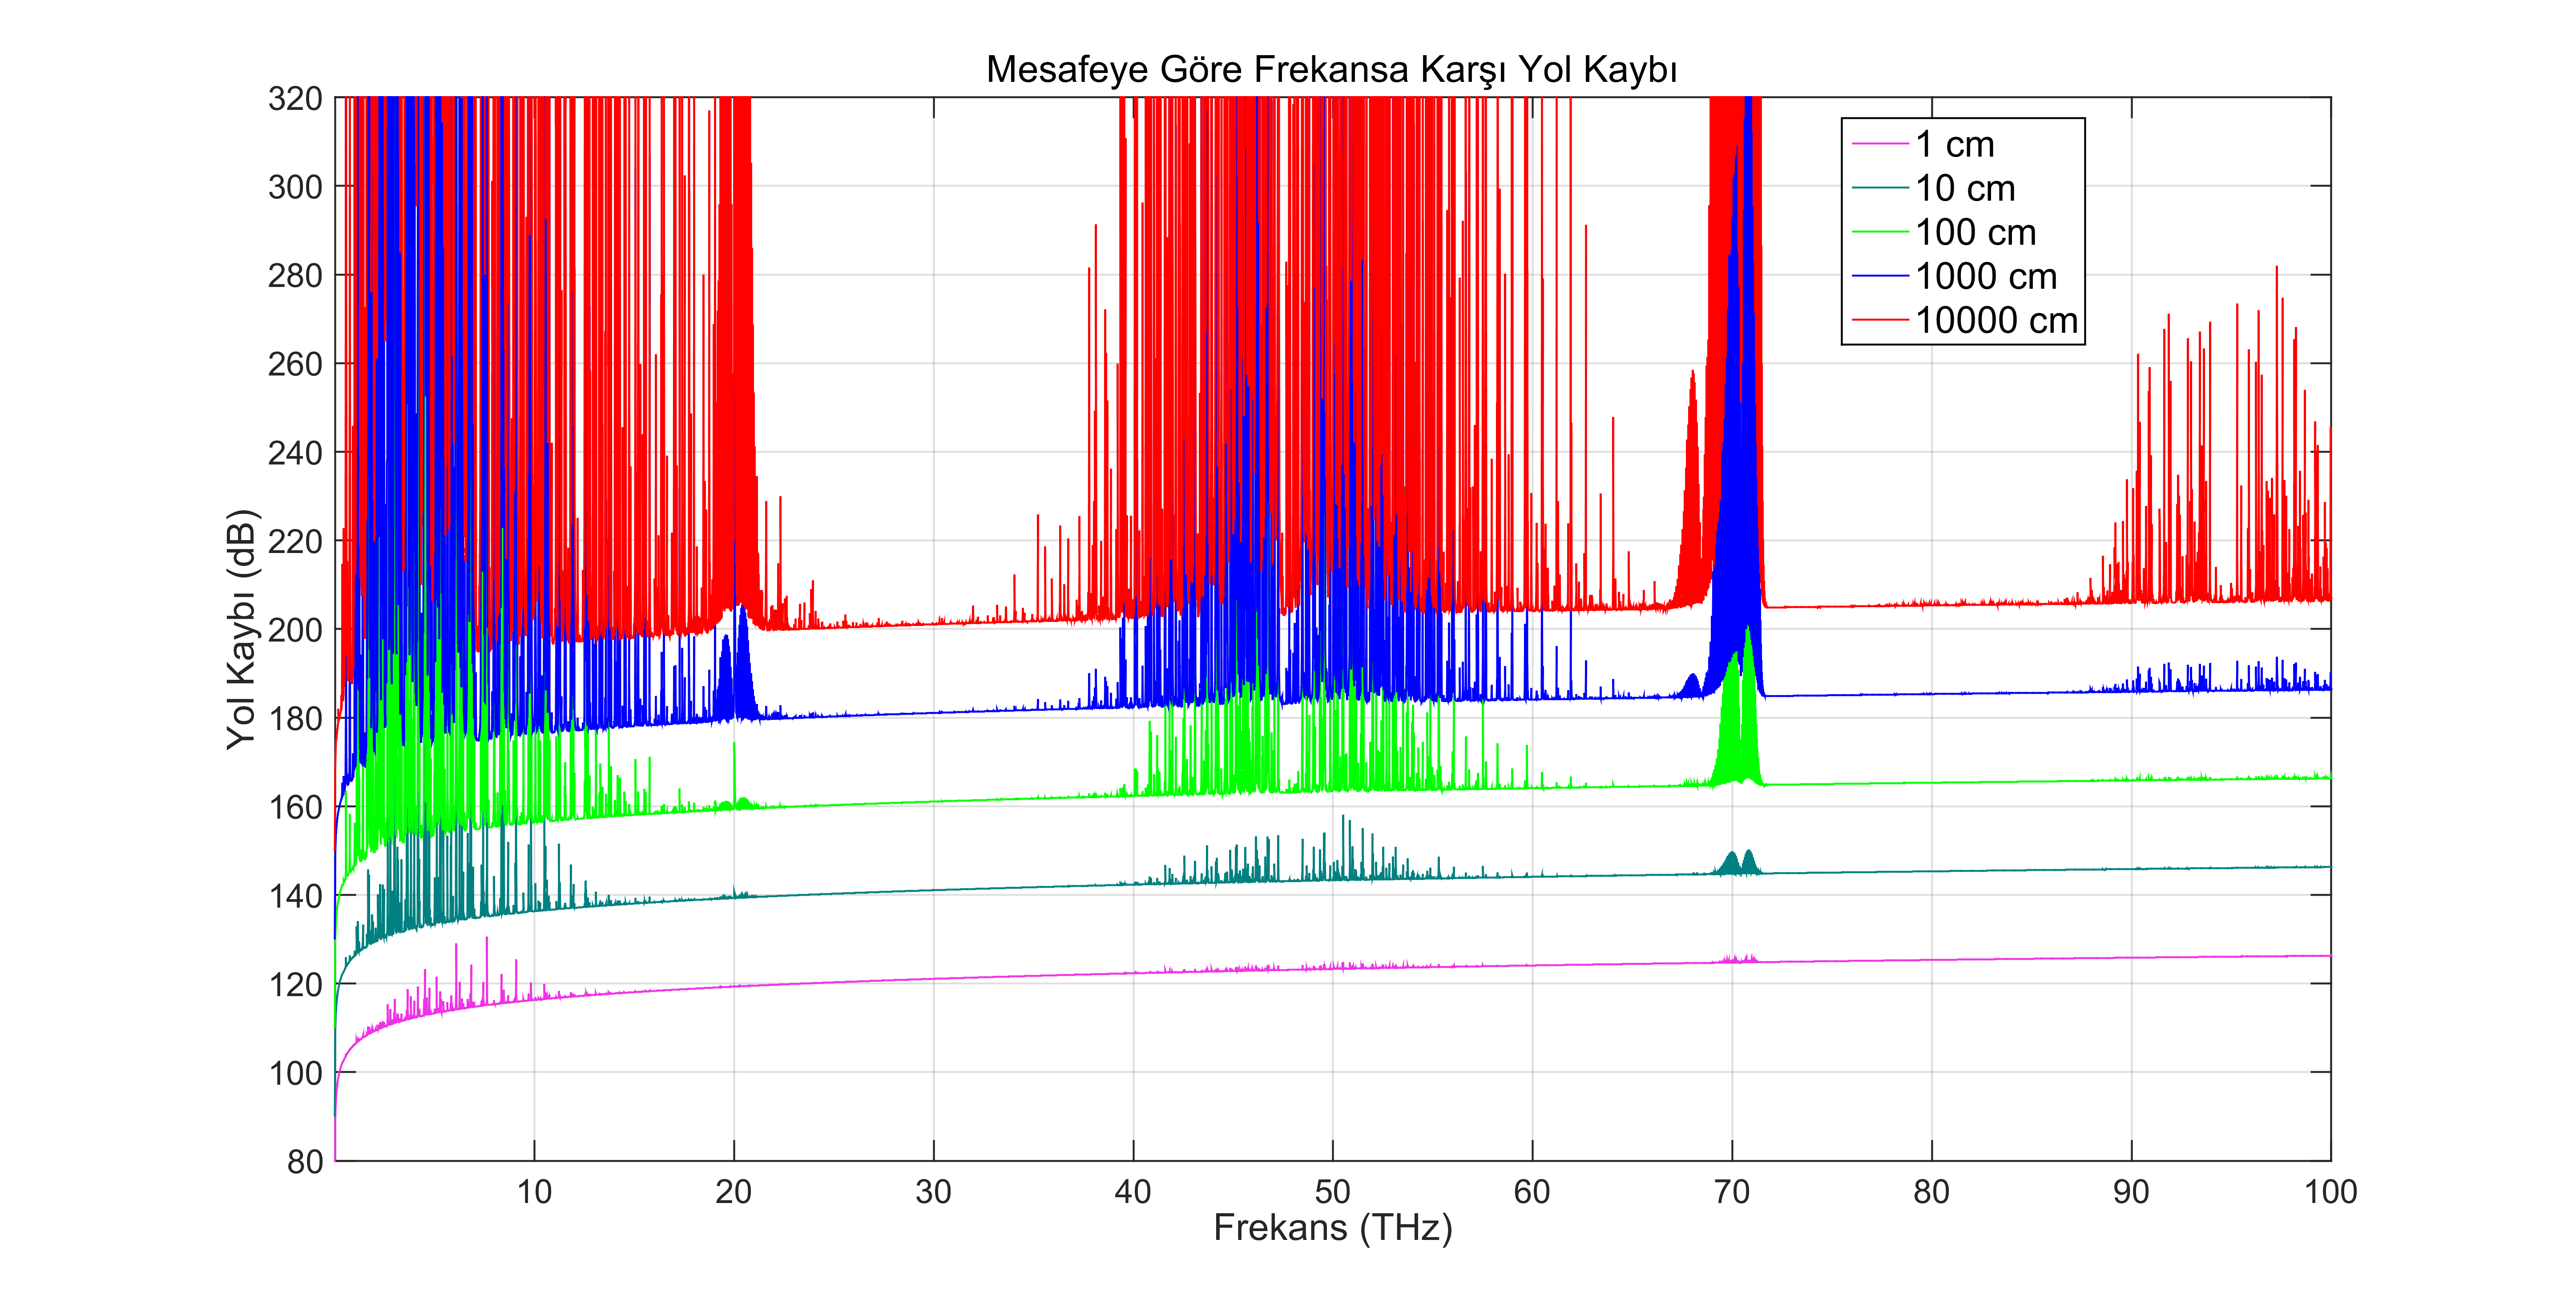 Mesafeye Göre Frekansa Karşı Yol Kaybı
320
300
280
260
240
220
200
180
160
140
120
100
80
Yol Kaybı (dB)
1 cm
10 cm
100 cm
1000 cm
10000 cm
10 20 30 40 50 60 70 80 90 100
Frekans (THz)